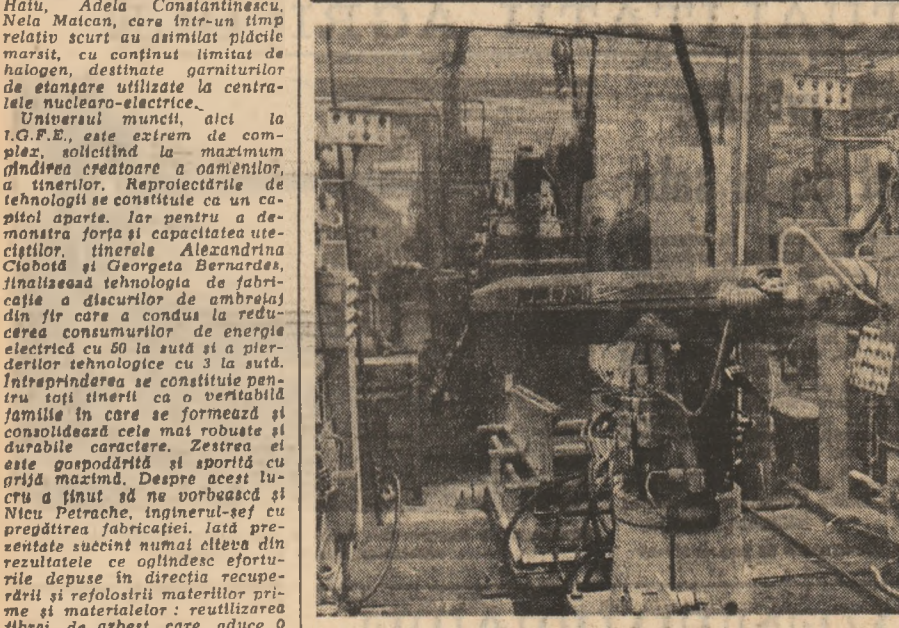 Haiu, Adela Constantinescu,
Nela Maican, care într-un timp
relativ scurt au asimilat plăcile
marsit, cu conținut limitat de
halogen, destinate garniturilor
de etanșare utilizate la centra-
lele nuclearo-electrice.
Universul muncii, aici la
I.G.F.E., este extrem de com-
plex, solicitînd la maximum
gîndirea creatoare a oamenilor,
a tinerilor. Reproiectările de
tehnologii se constituie ca un ca-
pitol aparte. Iar pentru a de-
monstra forța și capacitatea ute-
ciștilor, tinerele Alexandrina
Ciobotă și Georgeta Bernardes,
finalizează tehnologia de fabri-
cație a discurilor de ambreiaj
din fir care a condus la redu-
cerea consumurilor de energie
electrică cu 50 la sută și a pier-
derilor tehnologice cu 3 la sută.
Întreprinderea se constituie pen-
tru toți tinerii ca o veritabilă
familie în care se formează și
consolidează cele mai robuste și
durabile caractere. Zestrea ei
este gospodărită și sporită cu
grijă maximă. Despre acest lu-
cru a ținut să ne vorbească și
Nicu Petrache, inginerul-șef cu
pregătirea fabricației. Iată pre-
zentate succint numai cîteva din
rezultatele ce oglindesc efortu-
rile depuse în direcția recupe-
rării și refolosirii materiilor pri-
me și materialelor : reutilizarea
fibrei de azbest care aduce o